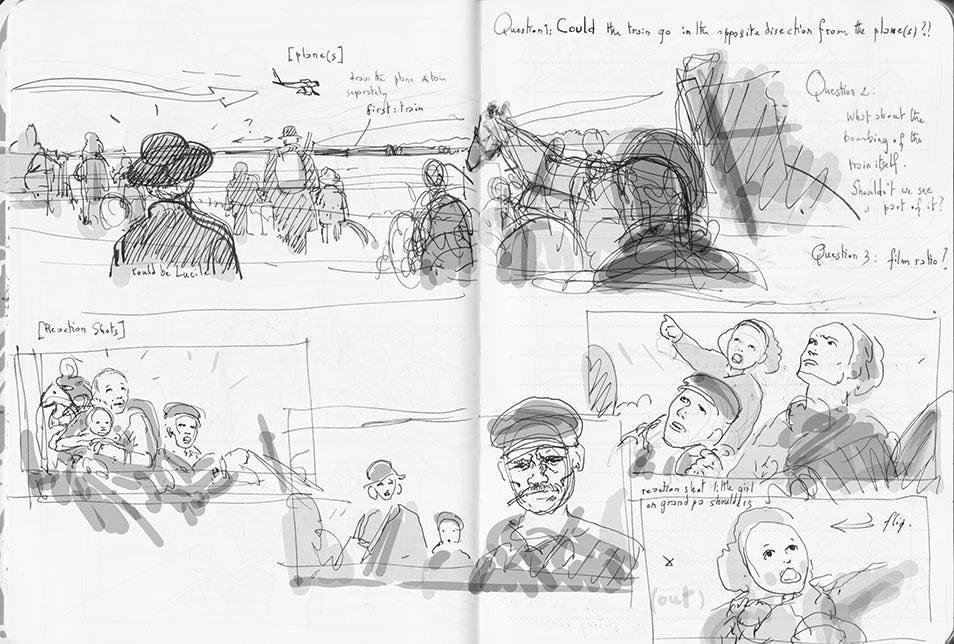 [plane(s]
draw the plane & train
seperately
first: train
?
could be Lucile
[Reaction Shots]
Question 1: Could the train go in the opposite direction from the plane(s)?!
Question 2:
What about the
bombing of the
train itself
Shouldn't we see
a part of it?
Question 3: film ratio?
reaction shot little girl
on grand pa shoulders
flip.
x
(out)